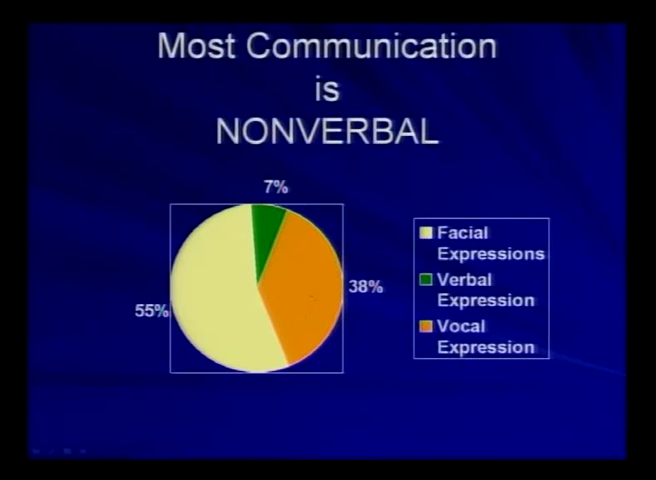 Most Communication
is
NONVERBAL
7%
38%
55%
Facial
Expressions
Verbal
Expression
Vocal
Expression